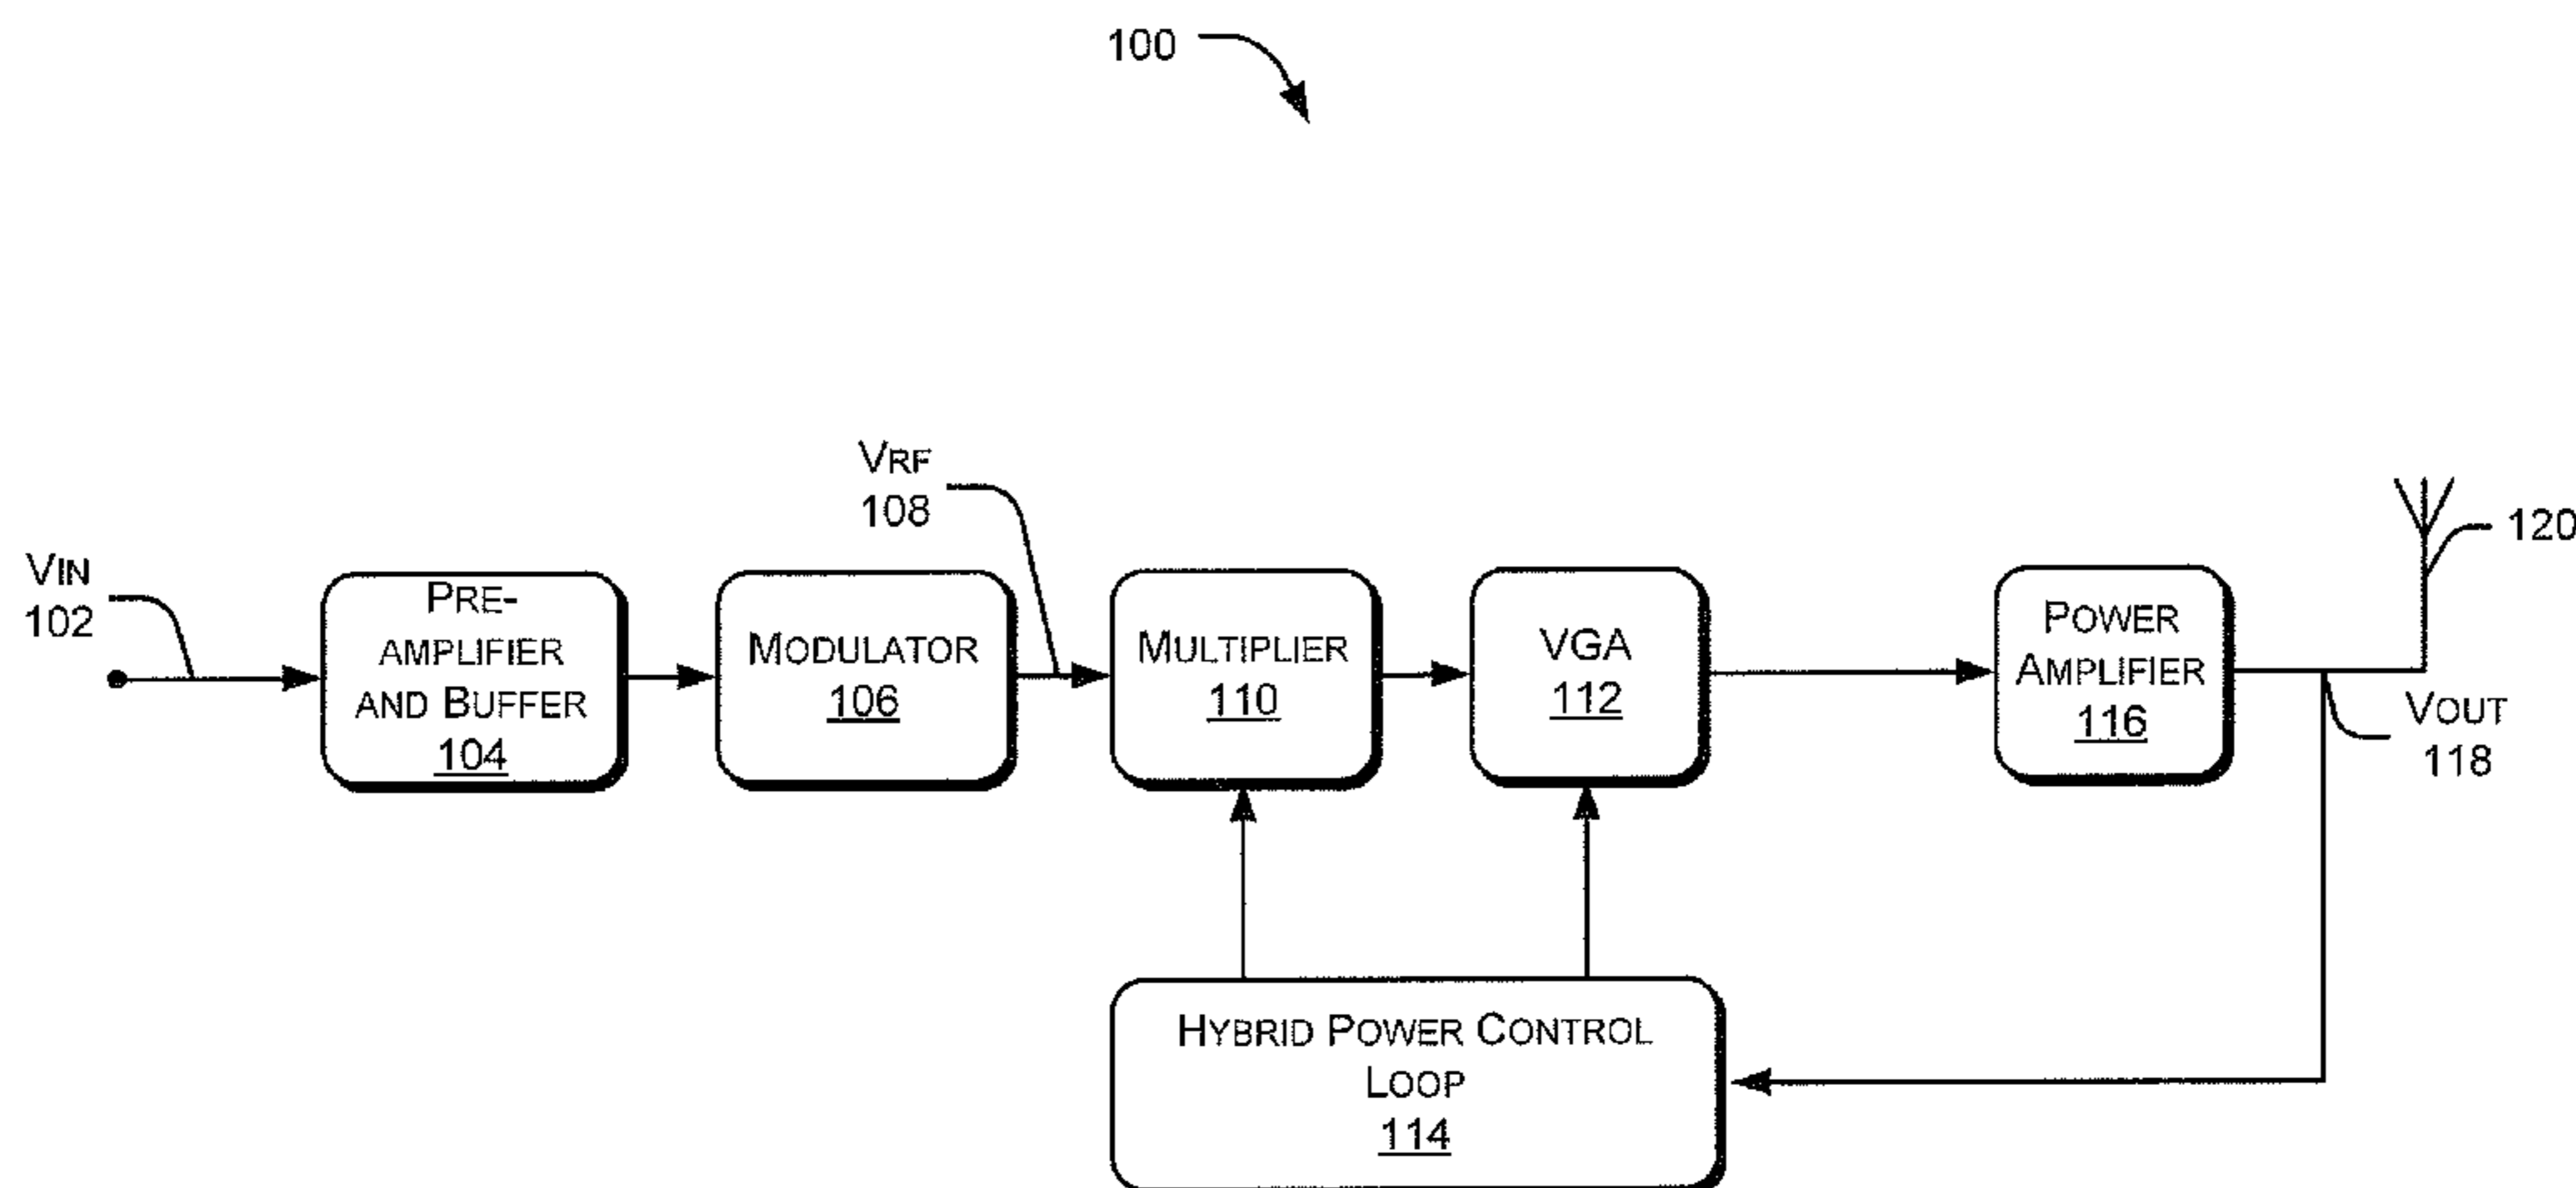 100
VRF
108
VIN
102
PRE-
AMPLIFIER
AND BUFFER
104
MODULATOR
106
MULTIPLIER
110
VGA
112
POWER
AMPLIFIER
116
120
VOUT
118
HYBRID POWER CONTROL
LOOP
114